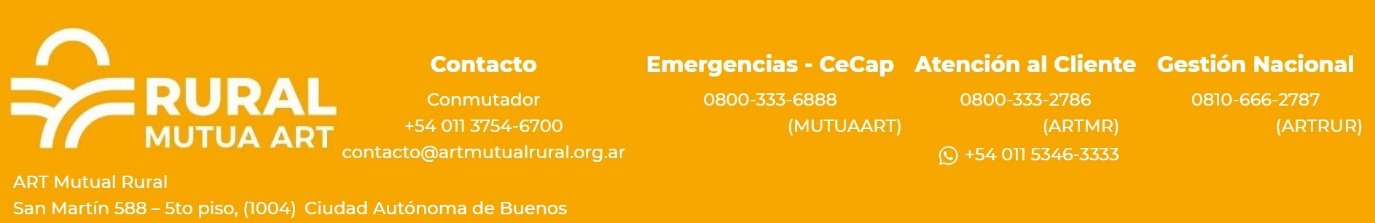 RURAL
MUTUA ART
Contacto
Conmutador
+54 011 3754-6700
contacto@artmutualrural.org.ar
Emergencias - CeCap
0800-333-6888
(MUTUAART)
Atención al Cliente
0800-333-2786
(ARTMR)
+54 011 5346-3333
Gestión Nacional
0810-666-2787
(ARTRUR)
ART Mutual Rural
San Martín 588 – 5to piso, (1004) Ciudad Autónoma de Buenos